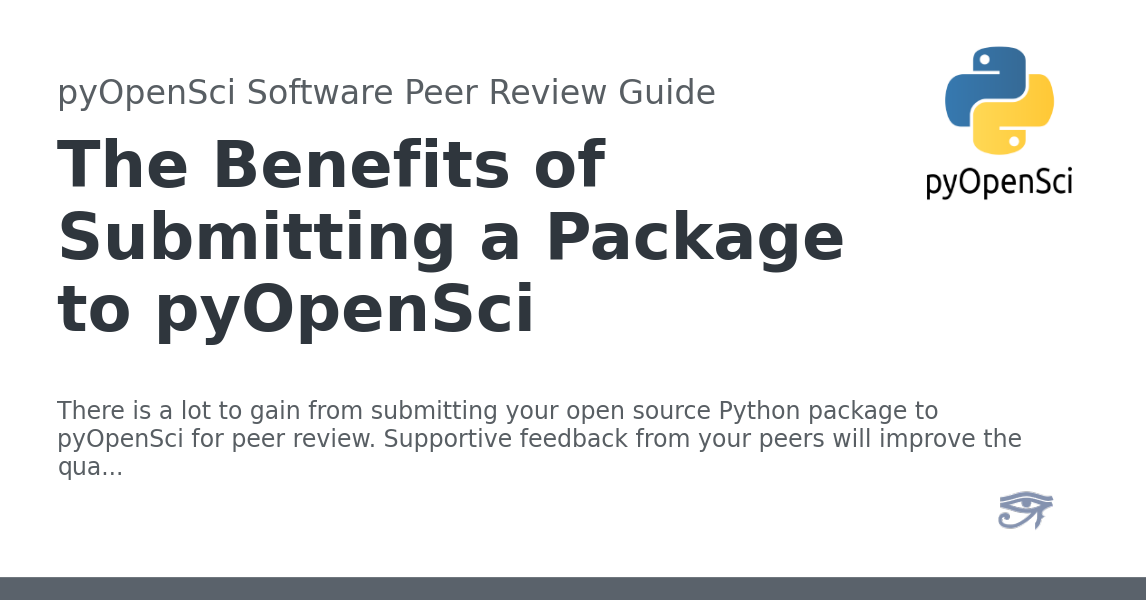 pyOpenSci Software Peer Review Guide
The Benefits of
Submitting a Package
to pyOpenSci
pyOpenSci
There is a lot to gain from submitting your open source Python package to
pyOpenSci for peer review. Supportive feedback from your peers will improve the
qua...